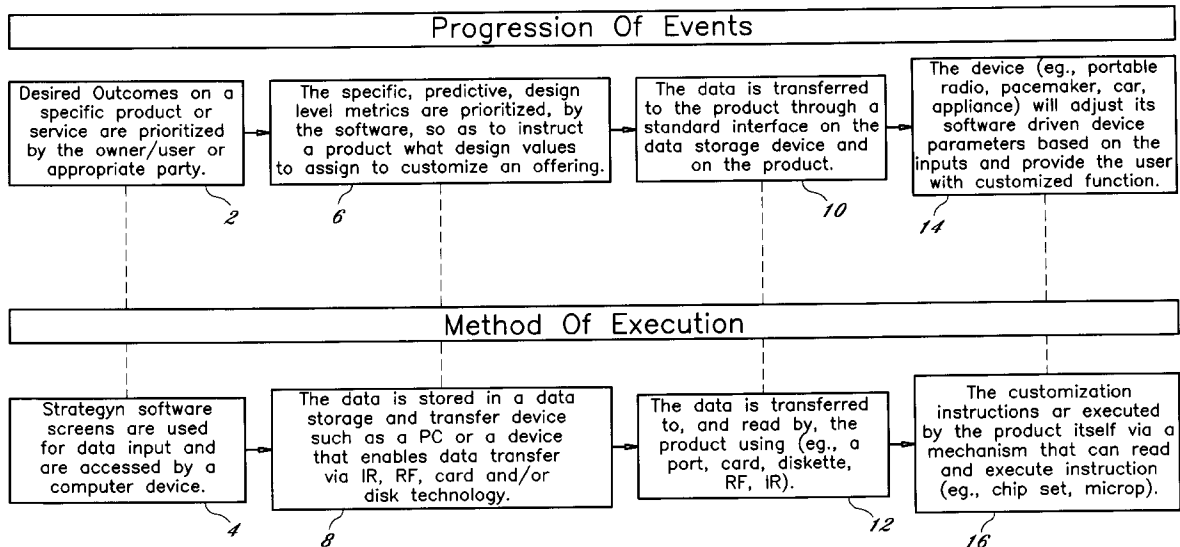 Progression Of Events
Desired Outcomes on a
specific product or
service are prioritized
by the owner/user or
appropriate party.
2
The specific, predictive, design
level metrics are prioritized, by
the software, so as to instruct
a product what design values
to assign to customize an offering.
6
The data is transferred
to the product through a
standard interface on the
data storage device and
on the product.
10
The device (eg., portable
radio, pacemaker, car,
appliance) will adjust its
software driven device
parameters based on the
inputs and provide the user
with customized function.
14
Method Of Execution
Strategyn software
screens are used
for data input and
are accessed by a
computer device.
4
The data is stored in a data
storage and transfer device
such as a PC or a device
that enables data transfer
via IR, RF, card and/or
disk technology.
8
The data is transferred
to, and read by, the
product using (eg., a
port, card, diskette,
RF, IR).
12
The customization
instructions ar executed
by the product itself via a
mechanism that can read
and execute instruction
(eg., chip set, microp).
16